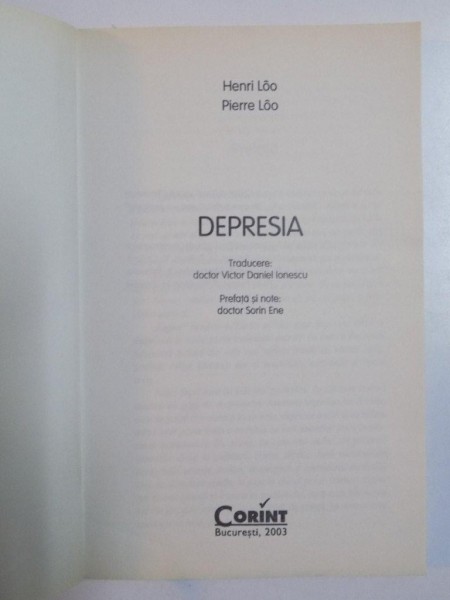 Henri Lôo
Pierre Lôo
DEPRESIA
Traducere:
doctor Victor Daniel Ionescu
Prefață și note:
doctor Sorin Ene
CORINT
București, 2003